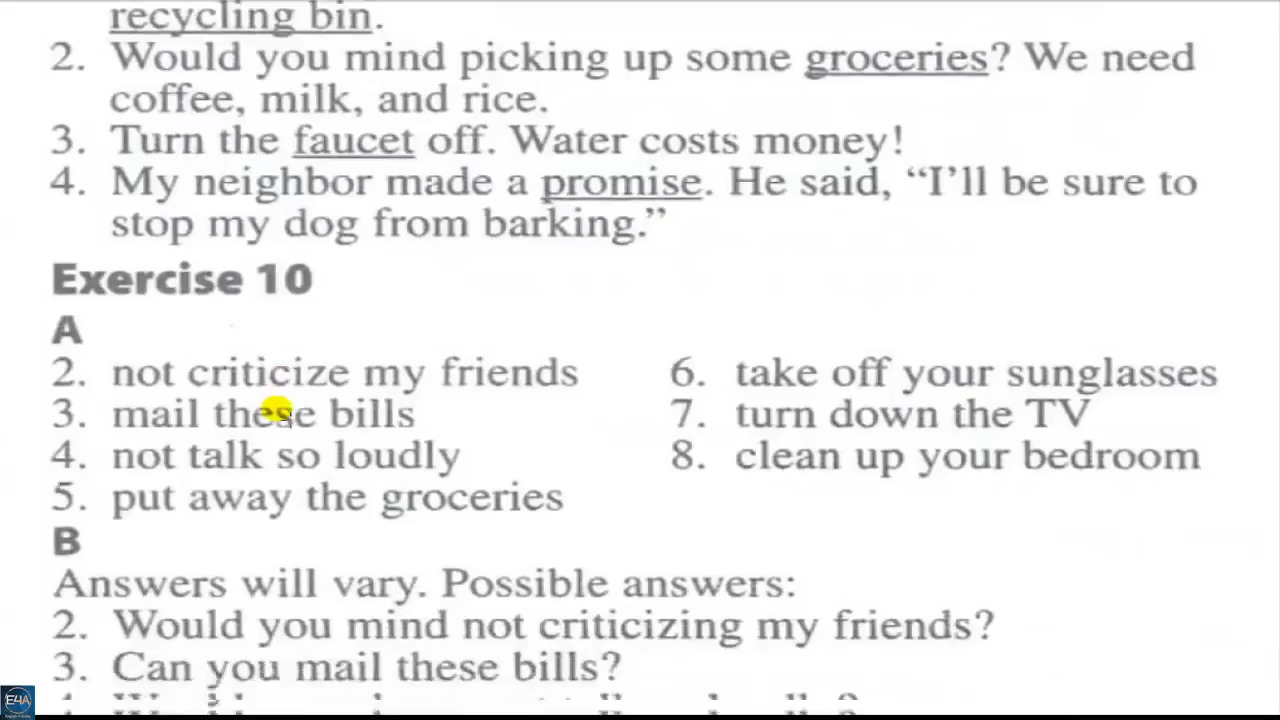 recycling bin.
2. Would you mind picking up some groceries? We need
coffee, milk, and rice.
3. Turn the faucet off. Water costs money!
4. My neighbor made a promise. He said, “I’ll be sure to
stop my dog from barking.”
Exercise 10
A
2. not criticize my friends
3. mail these bills
4. not talk so loudly
5. put away the groceries
6. take off your sunglasses
7. turn down the TV
8. clean up your bedroom
B
Answers will vary. Possible answers:
2. Would you mind not criticizing my friends?
3. Can you mail these bills?
E4A